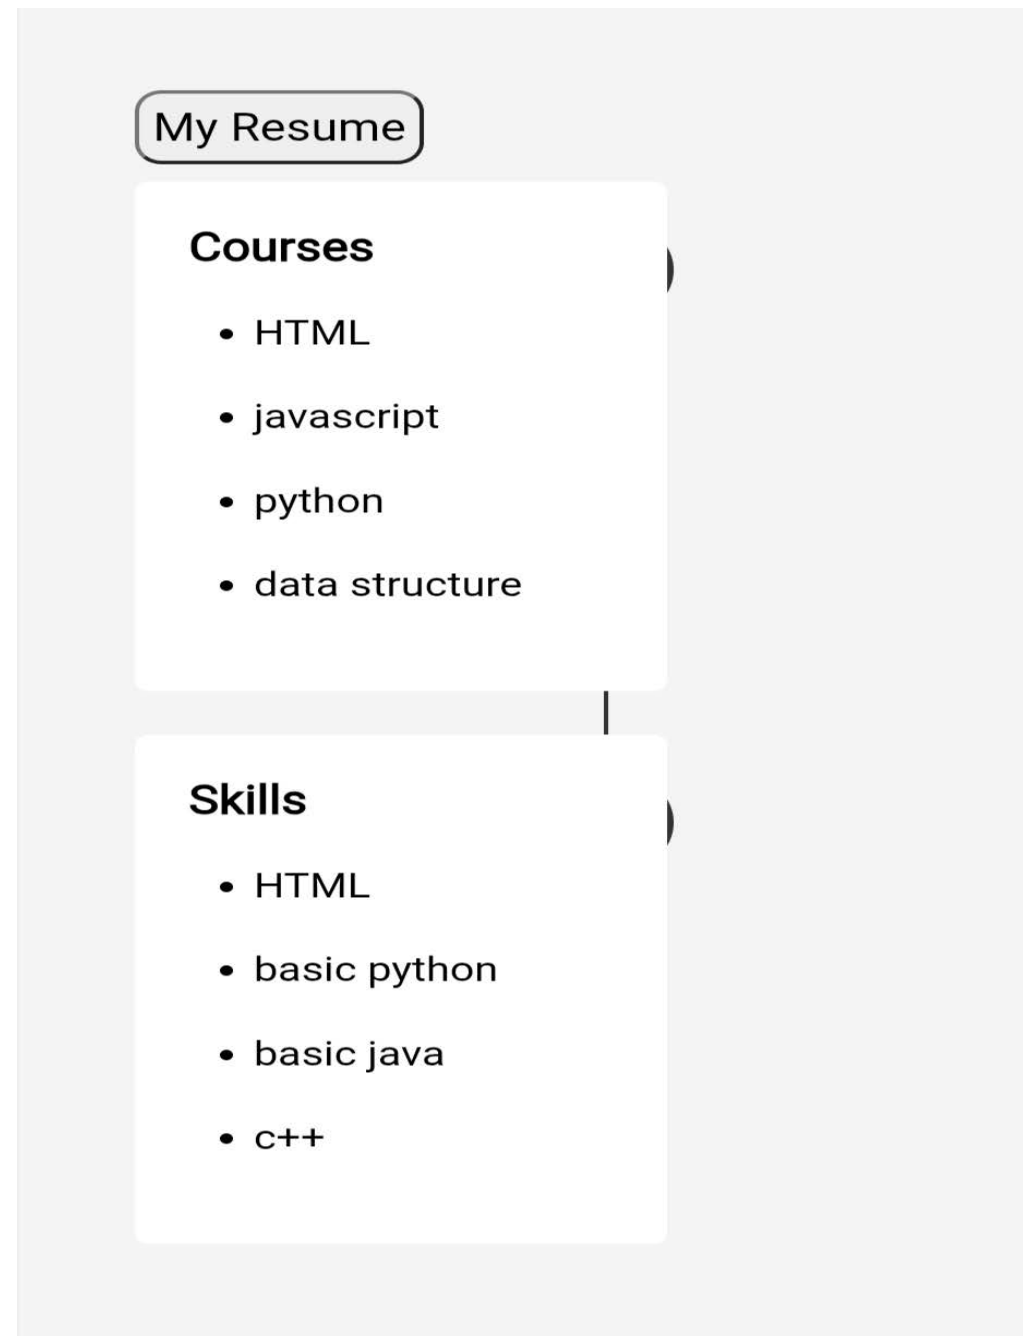 My Resume
Courses
HTML
javascript
python
data structure
Skills
HTML
basic python
basic java
c++